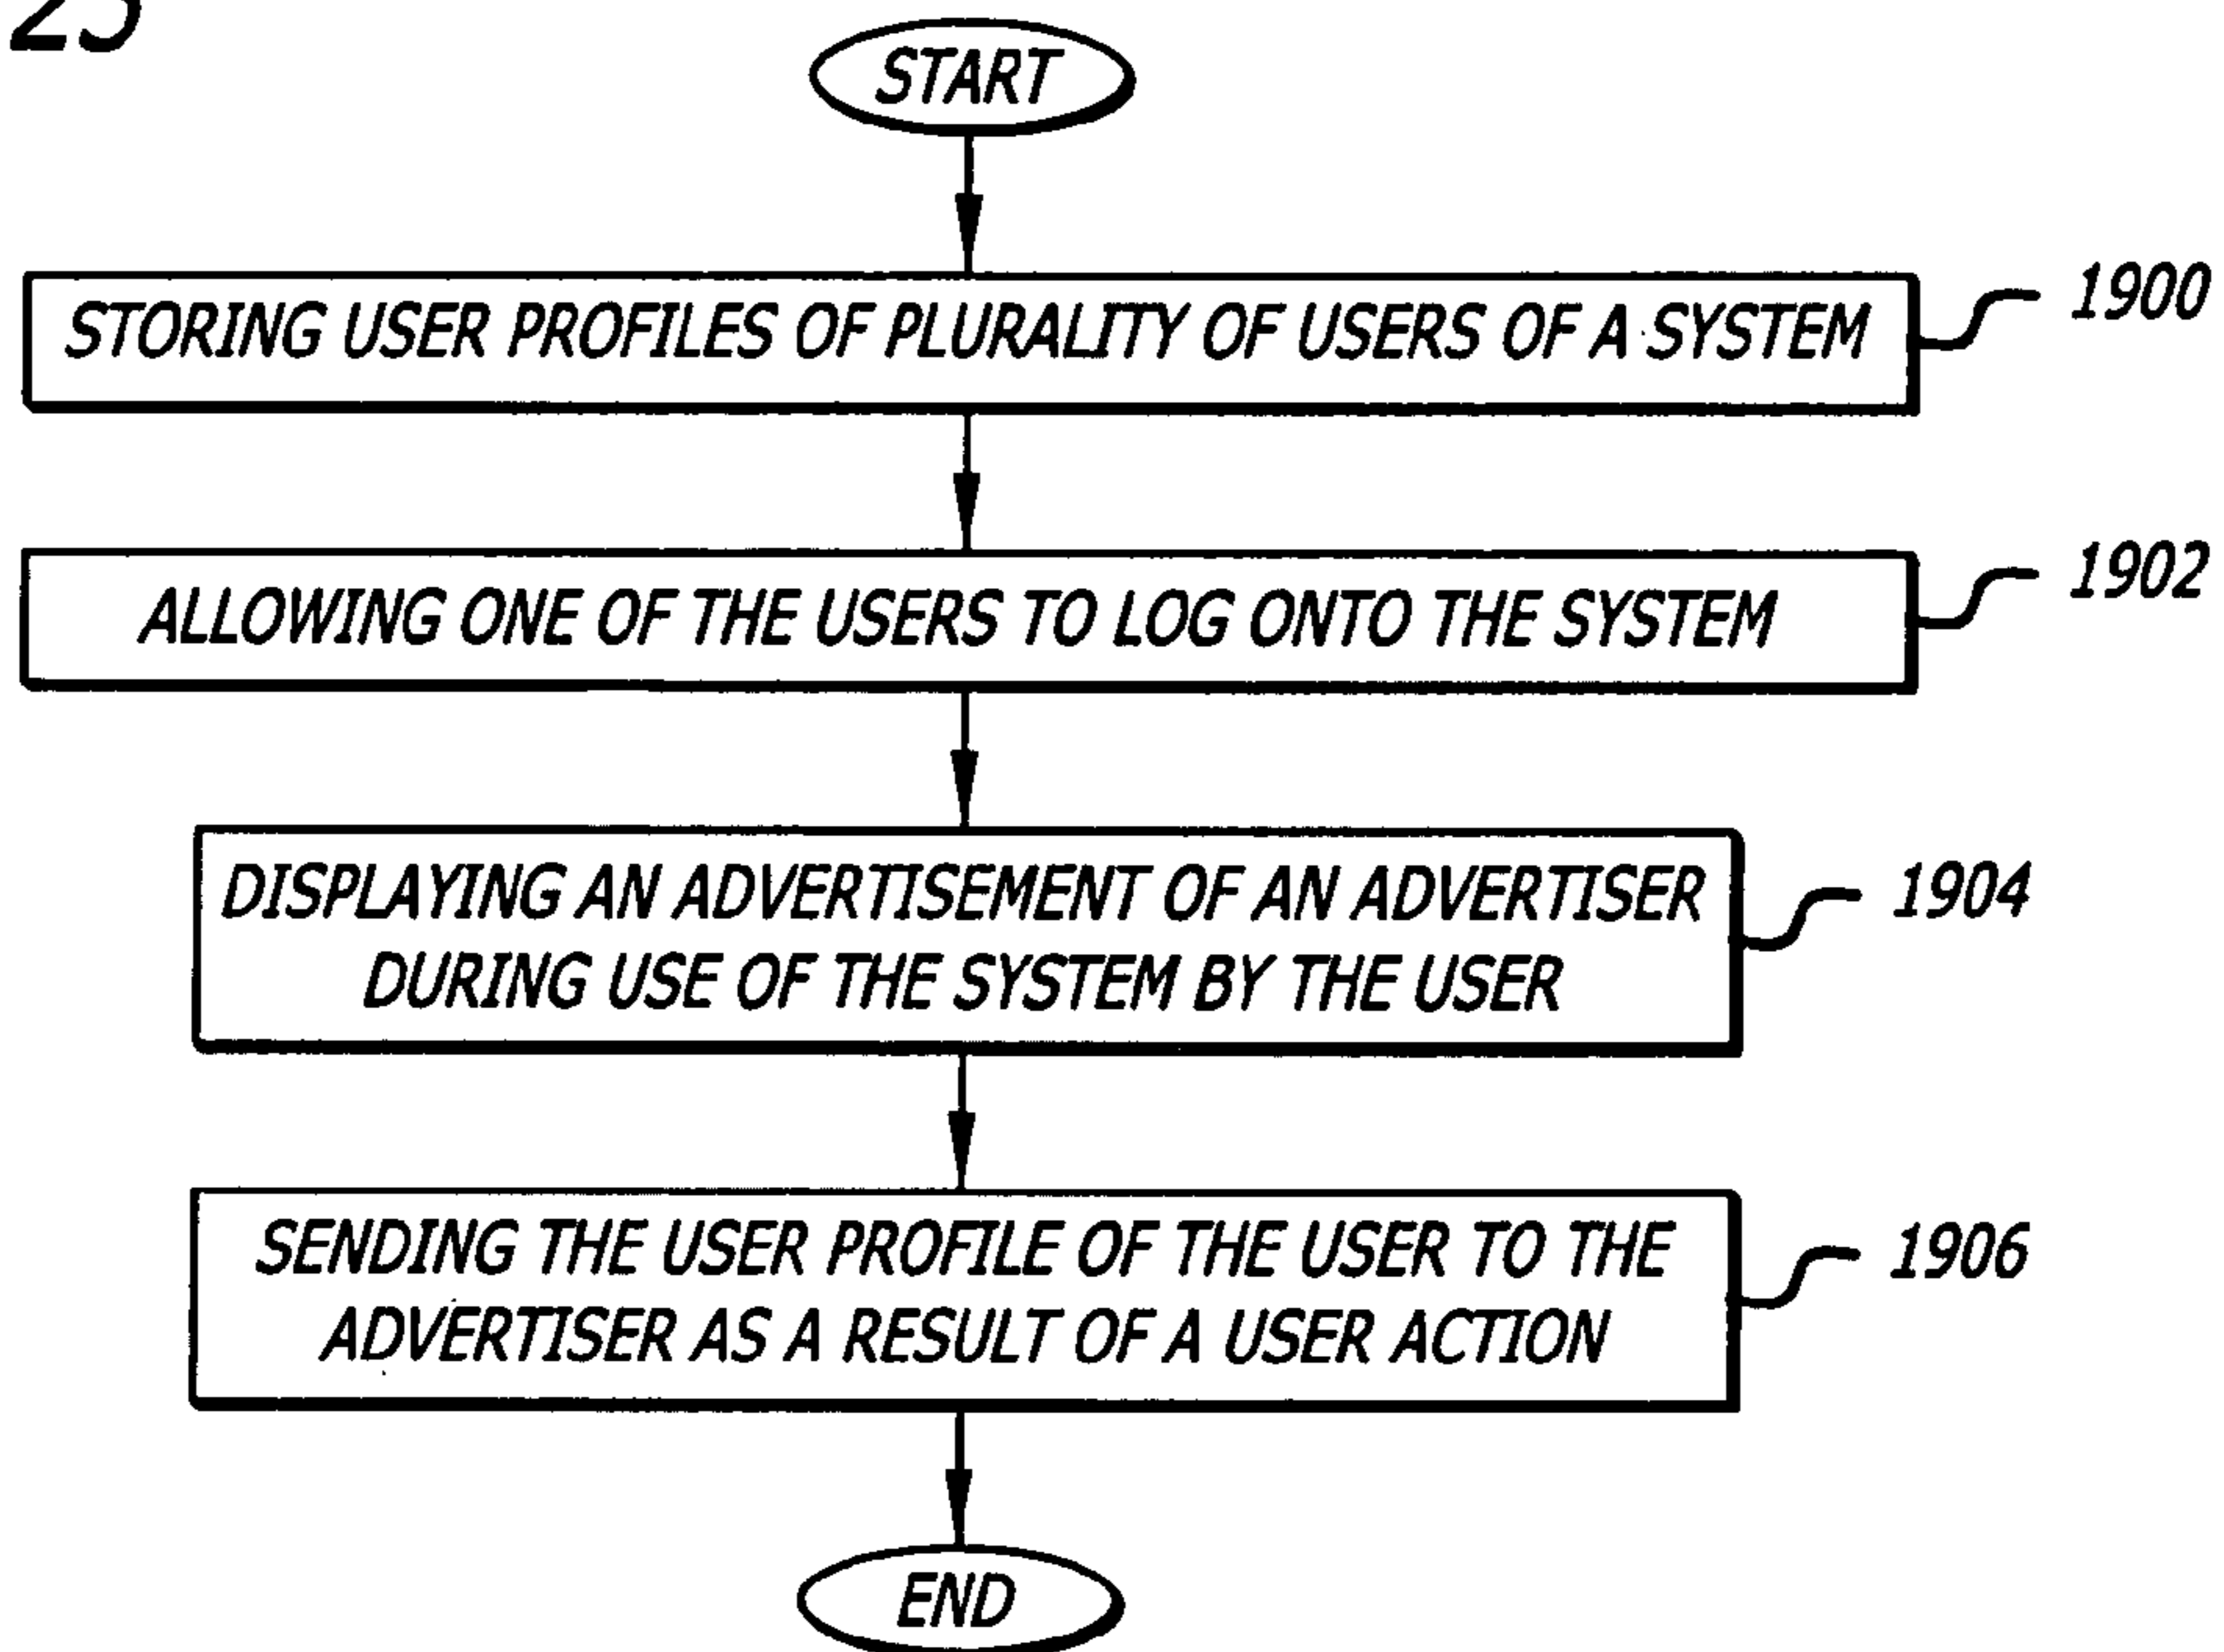 25
START
STORING USER PROFILES OF PLURALITY OF USERS OF A SYSTEM
1900
ALLOWING ONE OF THE USERS TO LOG ONTO THE SYSTEM
1902
DISPLAYING AN ADVERTISEMENT OF AN ADVERTISER
DURING USE OF THE SYSTEM BY THE USER
1904
SENDING THE USER PROFILE OF THE USER TO THE
ADVERTISER AS A RESULT OF A USER ACTION
1906
END